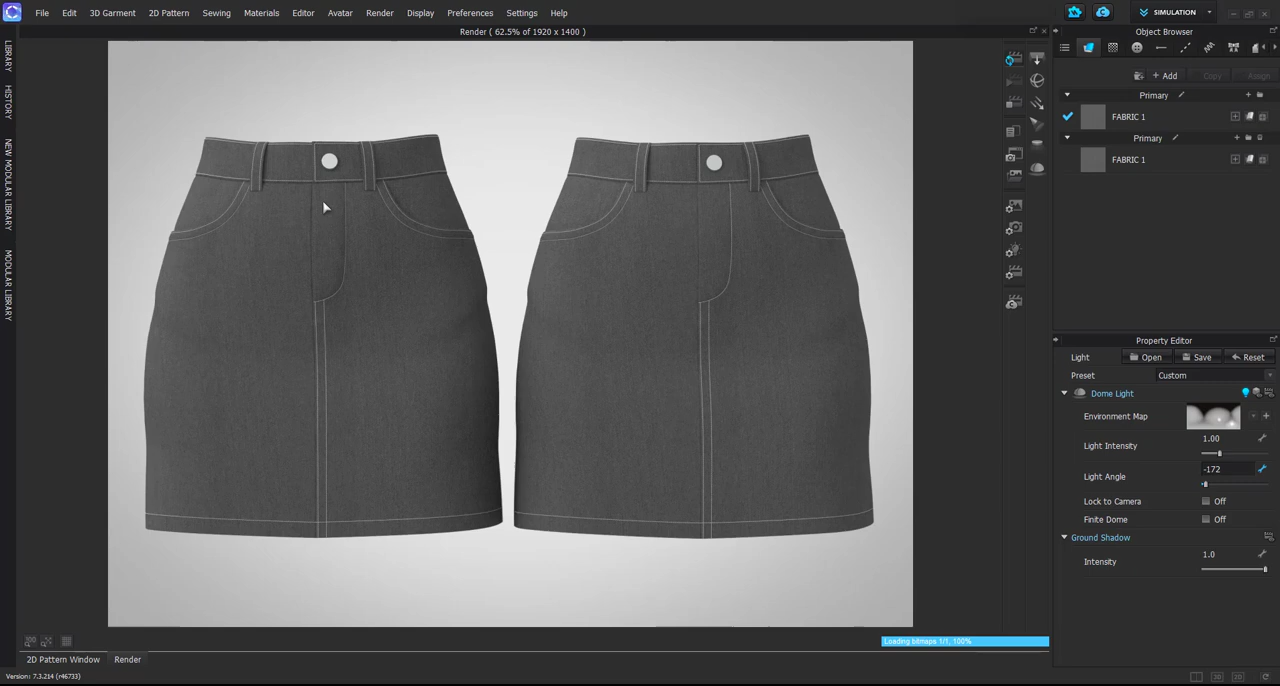 File Edit 3D Garment 2D Pattern Sewing Materials Editor Avatar Render Display Preferences Settings Help SIMULATION
Render ( 62.5% of 1920 x 1400 )
Object Browser
LIBRARY
HISTORY
NEW MODULAR LIBRARY
MODULAR LIBRARY
+ Add Copy Assign
Primary
FABRIC 1
Primary
FABRIC 1
Property Editor
Light Open Save Reset
Preset Custom
Dome Light
Environment Map
Light Intensity 1.00
Light Angle -172
Lock to Camera Off
Finite Dome Off
Ground Shadow
Intensity 1.0
Loading bitmaps 1/1, 100%
2D Pattern Window Render
Version: 7.3.214 (r46733)
3D 2D